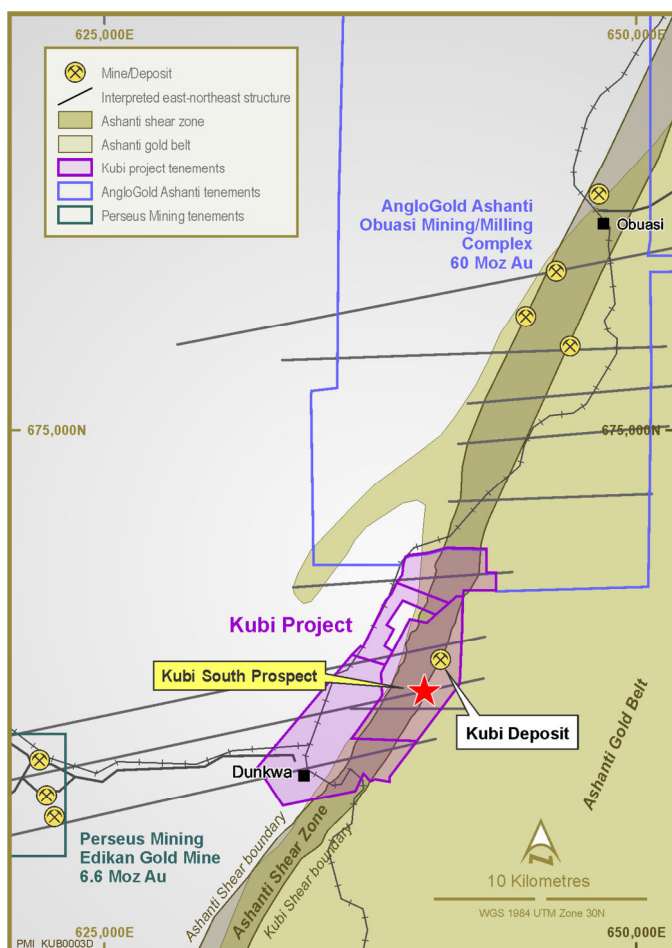 625,000E
650,000E
Mine/Deposit
Interpreted east-northeast structure
Ashanti shear zone
Ashanti gold belt
Kubi project tenements
AngloGold Ashanti tenements
Perseus Mining tenements
AngloGold Ashanti
Obuasi Mining/Milling
Complex
60 Moz Au
Obuasi
675,000N
675,000N
Kubi Project
Kubi South Prospect
Kubi Deposit
Ashanti Gold Belt
Dunkwa
Perseus Mining
Edikan Gold Mine
6.6 Moz Au
Ashanti Shear boundary
Ashanti Shear Zone
Kubi Shear boundary
N
10 Kilometres
WGS 1984 UTM Zone 30N
PMI_KUB0003D
625,000E
650,000E